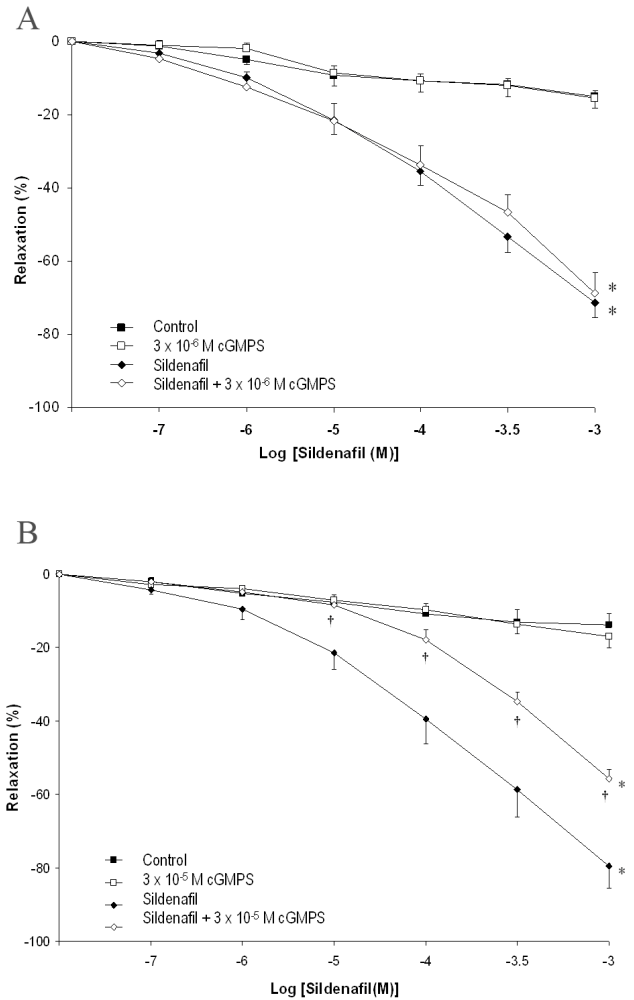 A
0
-20
-40
-60
-80
-100
Relaxation (%)
*
*
Control
3 x 10-6 M cGMPS
Sildenafil
Sildenafil + 3 x 10-6 M cGMPS
-7 -6 -5 -4 -3.5 -3
Log [Sildenafil (M)]
B
0
-20
-40
-60
-80
-100
Relaxation (%)
†
†
†
†
*
*
Control
3 x 10-5 M cGMPS
Sildenafil
Sildenafil + 3 x 10-5 M cGMPS
-7 -6 -5 -4 -3.5 -3
Log [Sildenafil(M)]